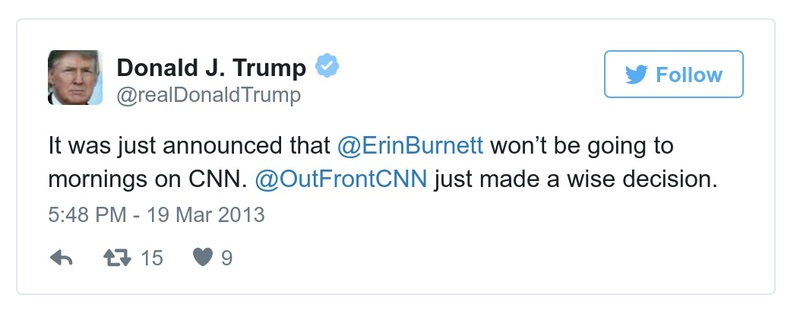 Donald J. Trump
@realDonaldTrump
Follow
It was just announced that @ErinBurnett won’t be going to
mornings on CNN. @OutFrontCNN just made a wise decision.
5:48 PM - 19 Mar 2013
15 9